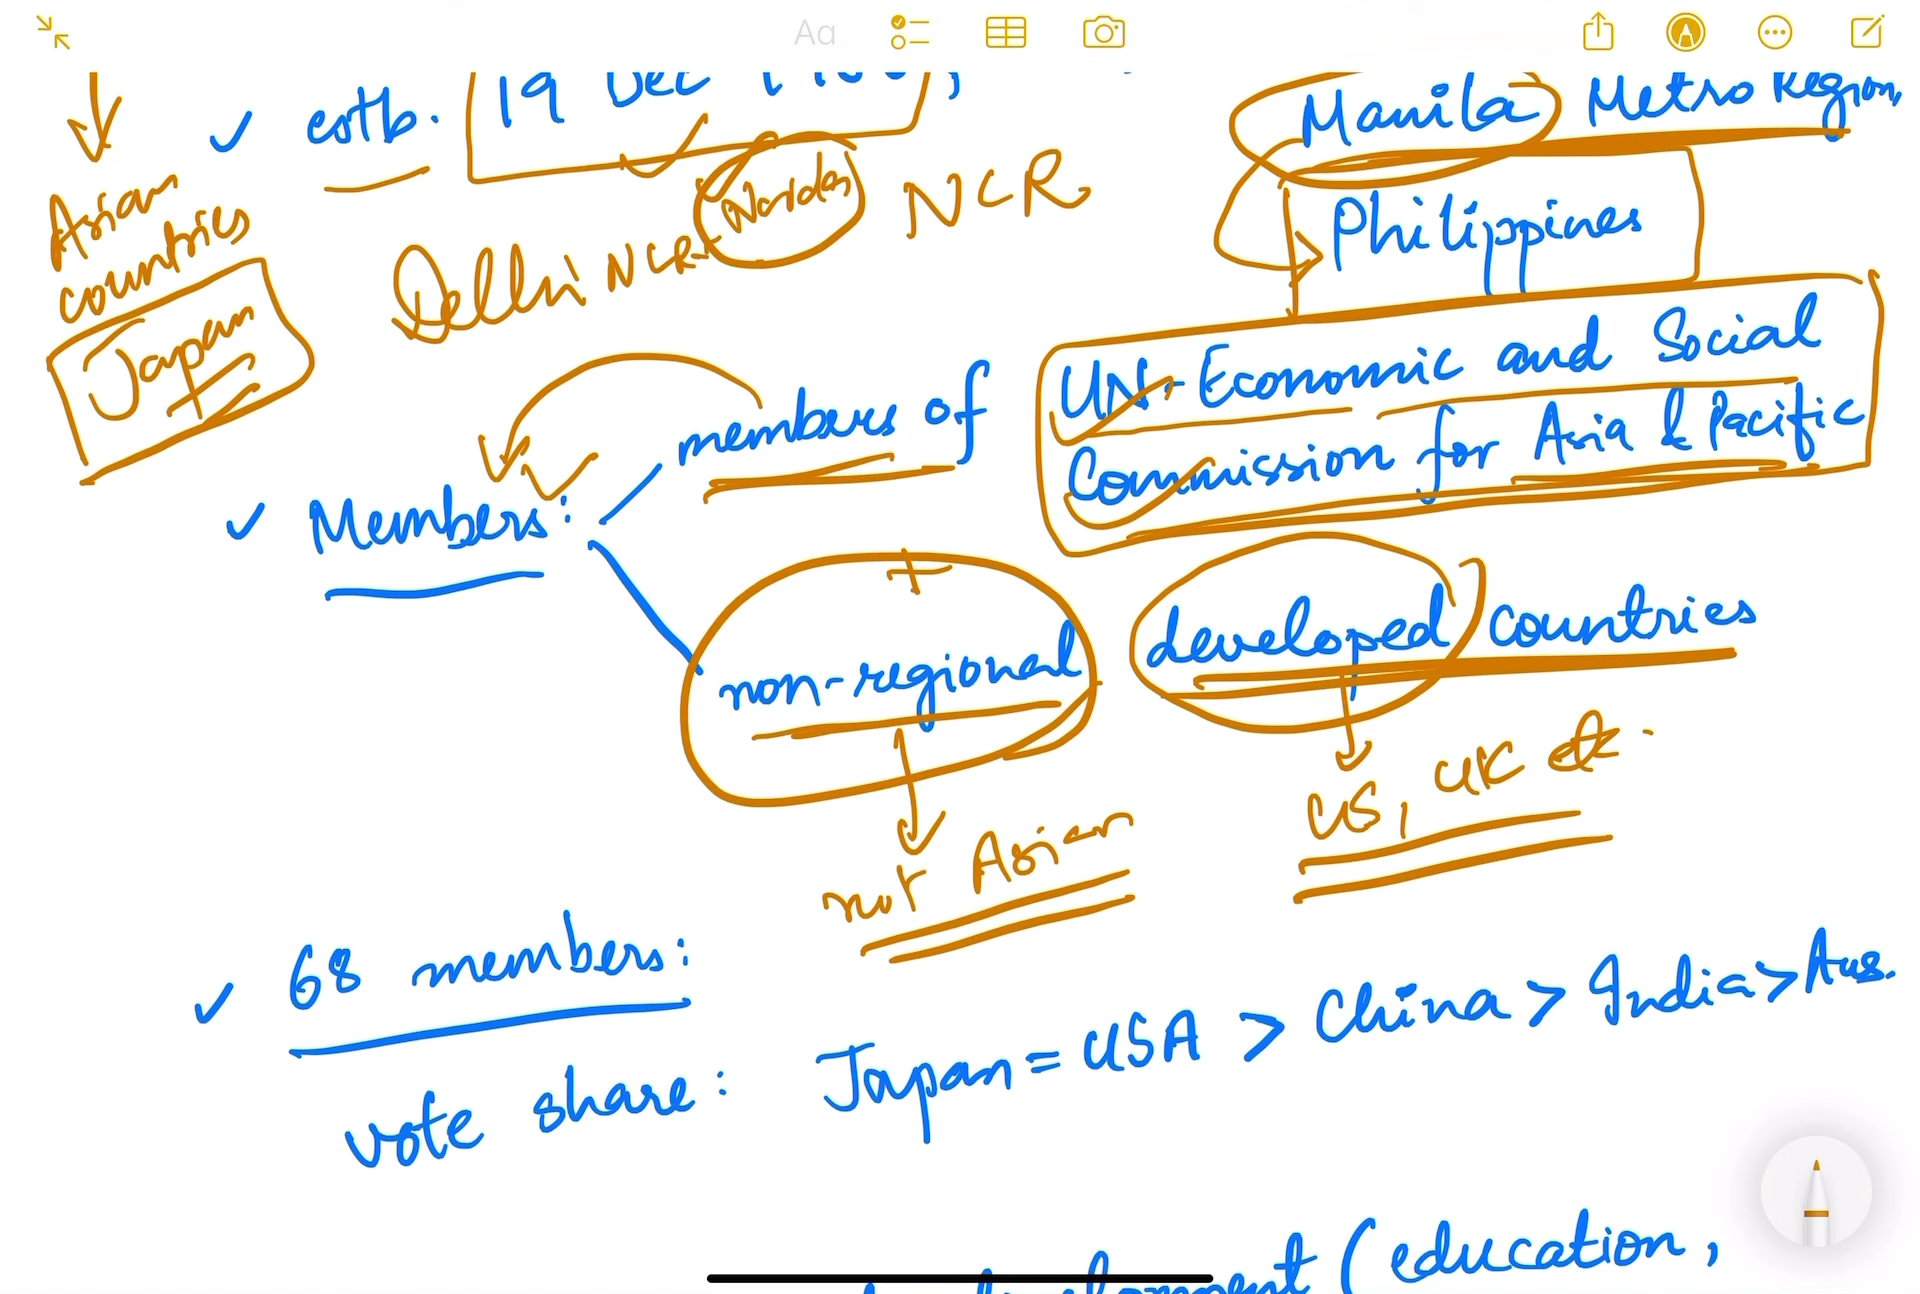 Aa
estb. 19 Dec
Manila Metro Region,
Philippines
Asian
countries
Japan
Delhi NCR
Noida
NCR
Members:
members of
UN-Economic and Social
Commission for Asia & Pacific
+
non-regional developed countries
not Asian
US, UK etc.
68 members:
vote share: Japan = USA > China > India > Aus.
(education,